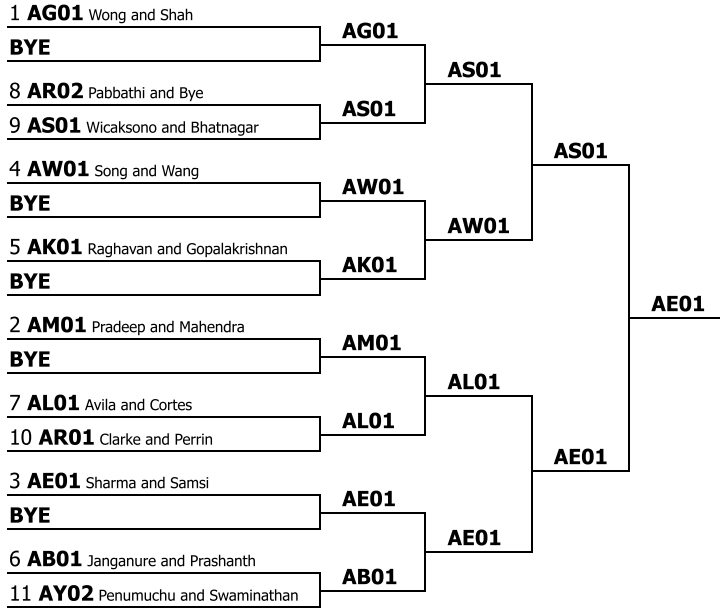 1 AG01 Wong and Shah
BYE
AG01
AS01
8 AR02 Pabbathi and Bye
AS01
9 AS01 Wicaksono and Bhatnagar
AS01
4 AW01 Song and Wang
AW01
BYE
AW01
5 AK01 Raghavan and Gopalakrishnan
AK01
BYE
AE01
2 AM01 Pradeep and Mahendra
AM01
BYE
AL01
7 AL01 Avila and Cortes
AL01
10 AR01 Clarke and Perrin
AE01
3 AE01 Sharma and Samsi
AE01
BYE
AE01
6 AB01 Janganure and Prashanth
AB01
11 AY02 Penumuchu and Swaminathan